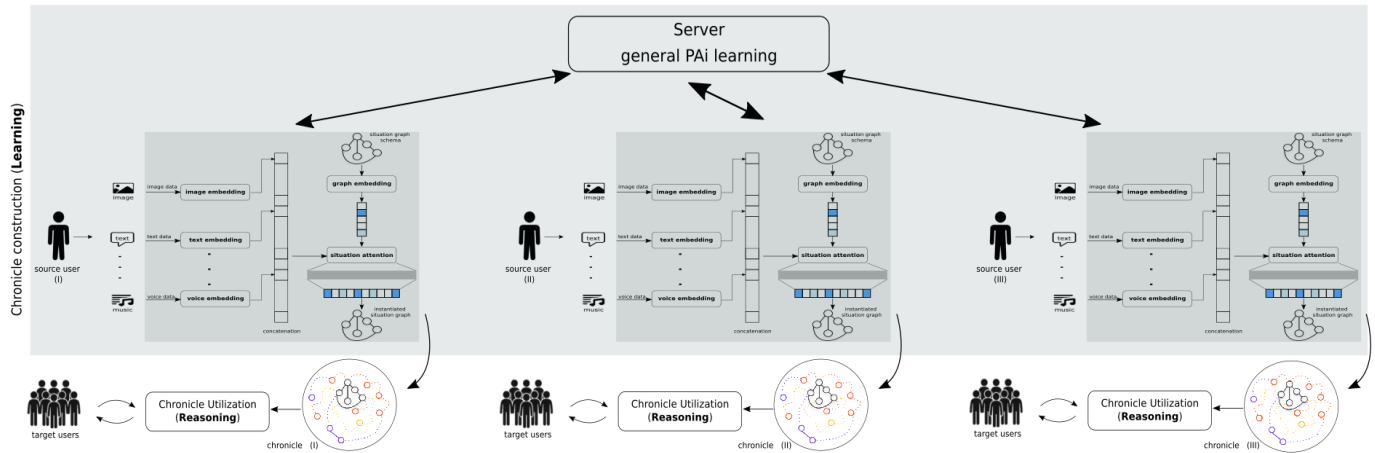 Server
general PAi learning
Chronicle construction (Learning)
situation graph
schema
image data
image embedding
graph embedding
image
text
text data
text embedding
source user
(I)
situation attention
voice data
voice embedding
music
instantiated
situation graph
concatenation
situation graph
schema
image data
image embedding
graph embedding
image
text
text data
text embedding
source user
(II)
situation attention
voice data
voice embedding
music
instantiated
situation graph
concatenation
situation graph
schema
image data
image embedding
graph embedding
image
text
text data
text embedding
source user
(III)
situation attention
voice data
voice embedding
music
instantiated
situation graph
concatenation
target users
Chronicle Utilization
(Reasoning)
chronicle (I)
target users
Chronicle Utilization
(Reasoning)
chronicle (II)
target users
Chronicle Utilization
(Reasoning)
chronicle (III)